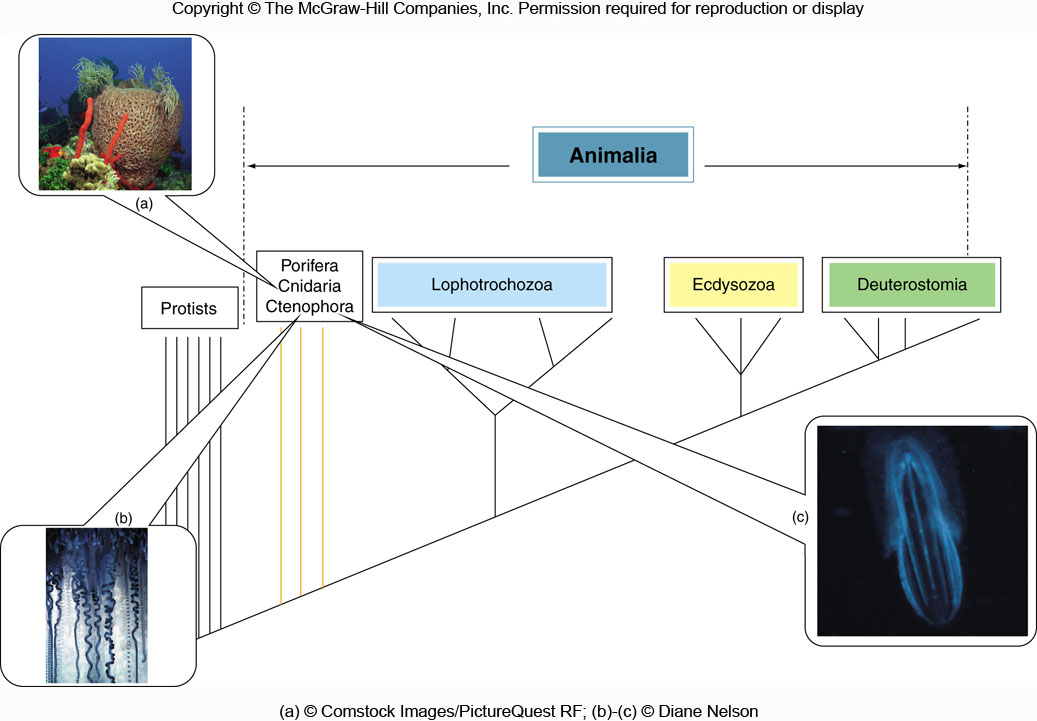 Copyright © The McGraw-Hill Companies, Inc. Permission required for reproduction or display
Animalia
(a)
Porifera
Cnidaria
Ctenophora
Lophotrochozoa
Ecdysozoa
Deuterostomia
Protists
(b)
(c)
(a) © Comstock Images/PictureQuest RF; (b)-(c) © Diane Nelson